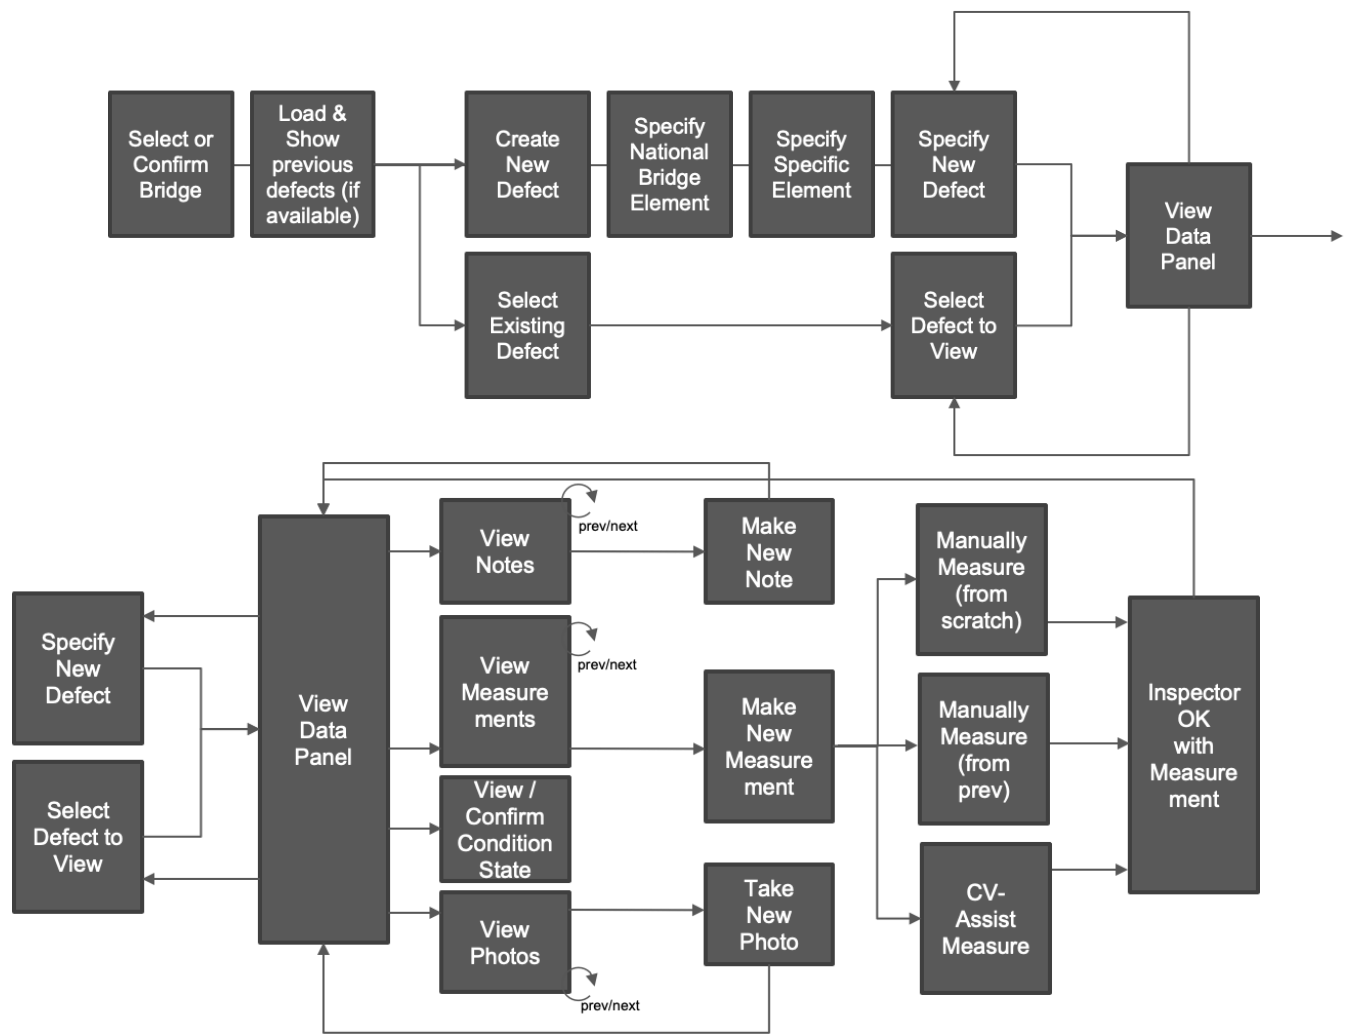 Select or
Confirm
Bridge
Load &
Show
previous
defects (if
available)
Create
New
Defect
Specify
National
Bridge
Element
Specify
Specific
Element
Specify
New
Defect
View
Data
Panel
Select
Existing
Defect
Select
Defect to
View
Specify
New
Defect
Select
Defect to
View
View
Data
Panel
View
Notes
prev/next
View
Measure
ments
prev/next
View /
Confirm
Condition
State
View
Photos
prev/next
Make
New
Note
Make
New
Measure
ment
Take
New
Photo
Manually
Measure
(from
scratch)
Manually
Measure
(from
prev)
CV-
Assist
Measure
Inspector
OK
with
Measure
ment